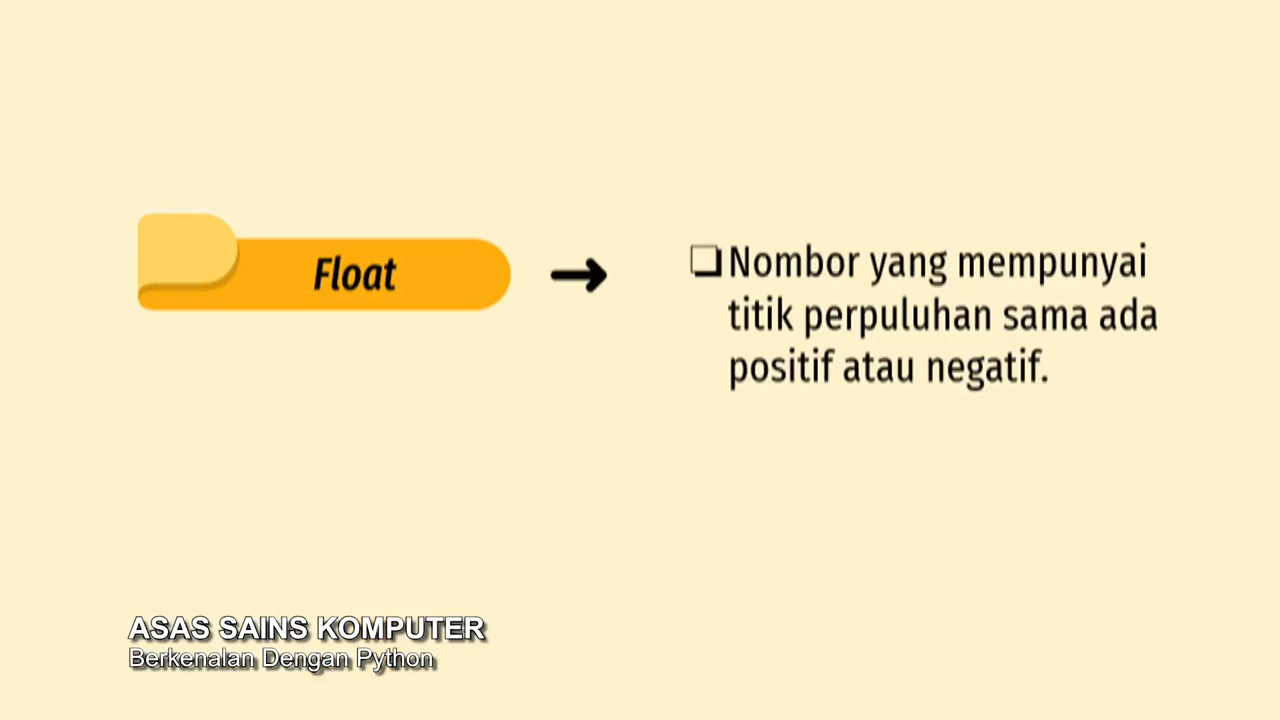 Float
Nombor yang mempunyai
titik perpuluhan sama ada
positif atau negatif.
ASAS SAINS KOMPUTER
Berkenalan Dengan Python